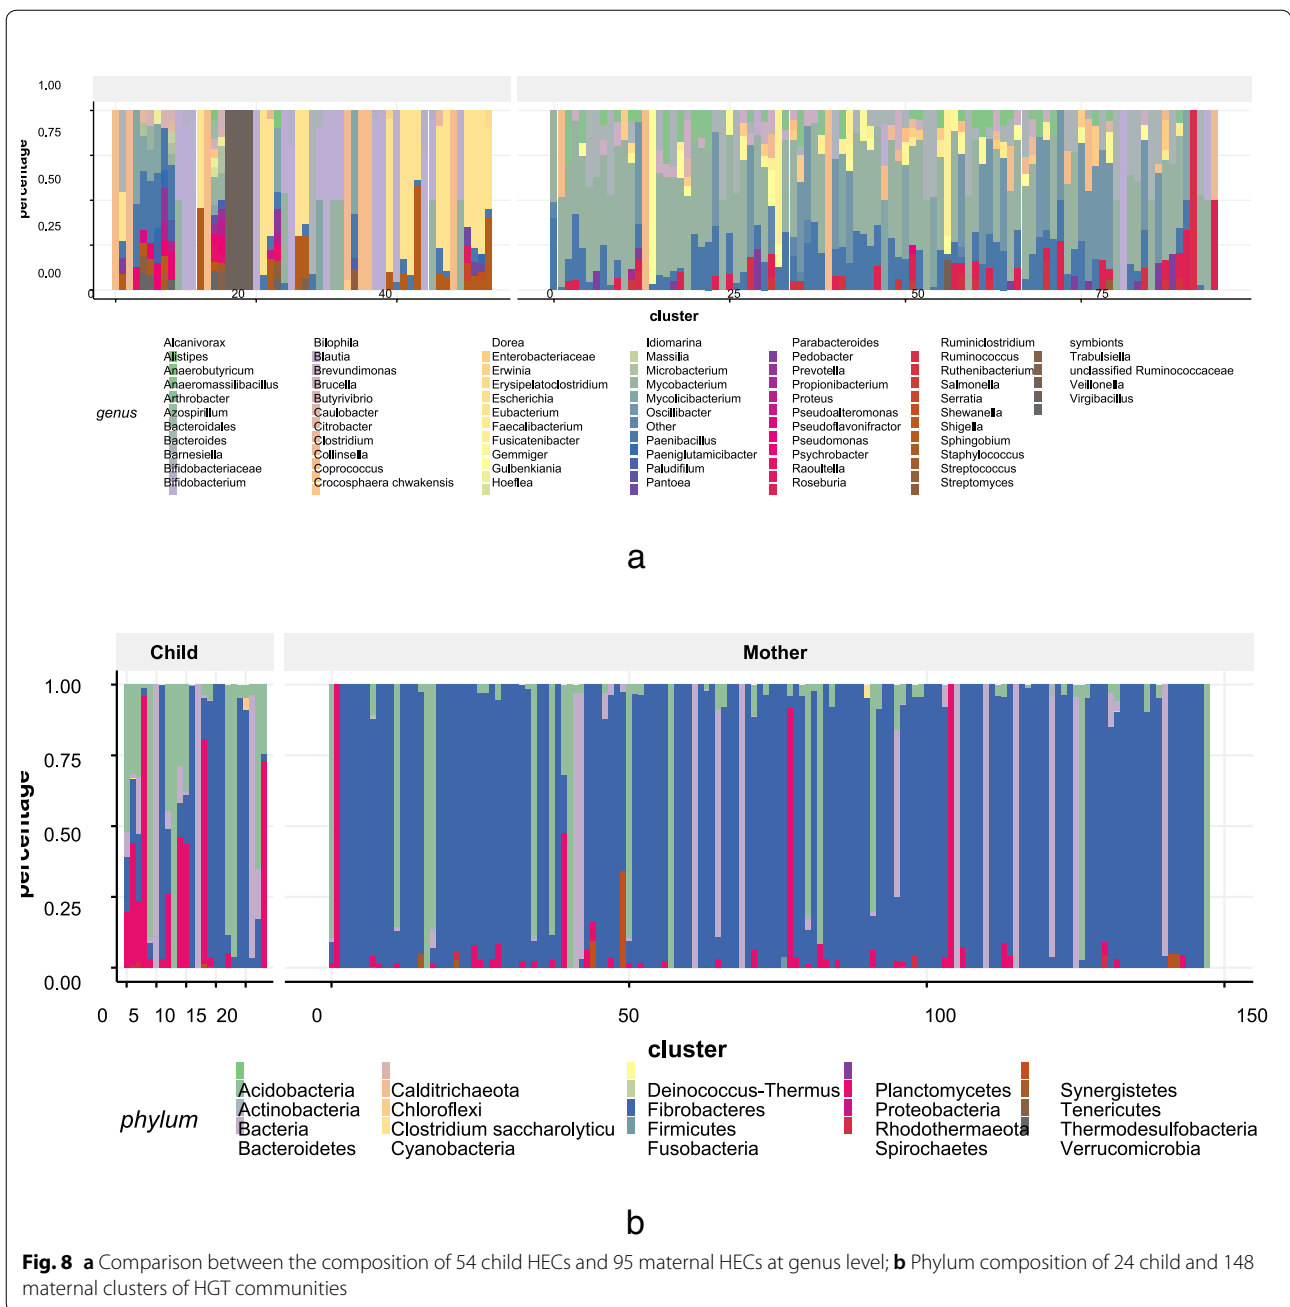 1.00
0.75
0.50
0.25
0.00
percentage
0 20 40 0 25 50 75
cluster
genus
Alcanivorax Bilophila Dorea Idiomarina Parabacteroides Ruminiclostridium symbionts
Alistipes Blautia Enterobacteriaceae Massilia Pedobacter Ruminococcus Trabulsiella
Anaerobutyricum Brevundimonas Erwinia Microbacterium Prevotella Ruthenibacterium unclassified Ruminococcaceae
Anaeromassilibacillus Brucella Erysipelatoclostridium Mycobacterium Propionibacterium Salmonella Veillonella
Arthrobacter Butyrivibrio Escherichia Mycolicibacterium Proteus Serratia Virgibacillus
Azospirillum Caulobacter Eubacterium Oscillibacter Pseudoalteromonas Shewanella
Bacteroidales Citrobacter Faecalibacterium Other Pseudoflavonifractor Shigella
Bacteroides Clostridium Fusicatenibacter Paenibacillus Pseudomonas Sphingobium
Barnesiella Collinsella Gemmiger Paeniglutamicibacter Psychrobacter Staphylococcus
Bifidobacteriaceae Coprococcus Gulbenkiania Paludifilum Raoultella Streptococcus
Bifidobacterium Crocosphaera chwakensis Hoeflea Pantoea Roseburia Streptomyces
a
Child Mother
1.00
0.75
0.50
0.25
0.00
percentage
0 5 10 15 20 0 50 100 150
cluster
phylum
Acidobacteria Calditrichaeota Deinococcus-Thermus Planctomycetes Synergistetes
Actinobacteria Chloroflexi Fibrobacteres Proteobacteria Tenericutes
Bacteria Clostridium saccharolyticu Firmicutes Rhodothermaeota Thermodesulfobacteria
Bacteroidetes Cyanobacteria Fusobacteria Spirochaetes Verrucomicrobia
b
Fig. 8 a Comparison between the composition of 54 child HECs and 95 maternal HECs at genus level; b Phylum composition of 24 child and 148
maternal clusters of HGT communities